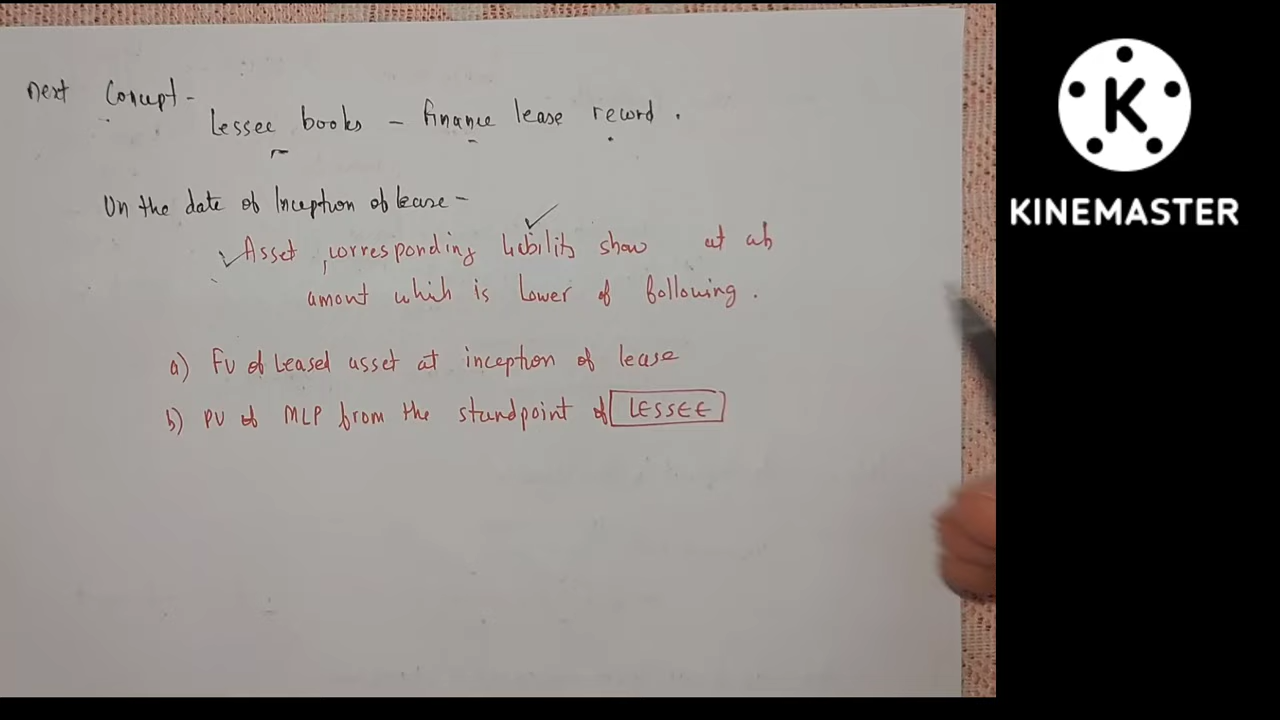 next Concept -
Lessee books - finance lease record .
On the date of Inception of lease -
Asset , corresponding liability show at ah
amont which is lower of following .
a) FV of Leased asset at inception of lease
b) PV of MLP from the standpoint of LESSEE
K
KINEMASTER